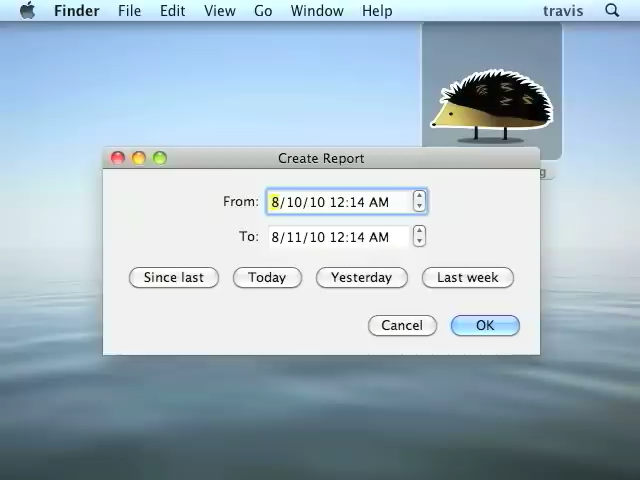 Finder File Edit View Go Window Help travis
Create Report
From: 8/10/10 12:14 AM
To: 8/11/10 12:14 AM
Since last Today Yesterday Last week
Cancel OK